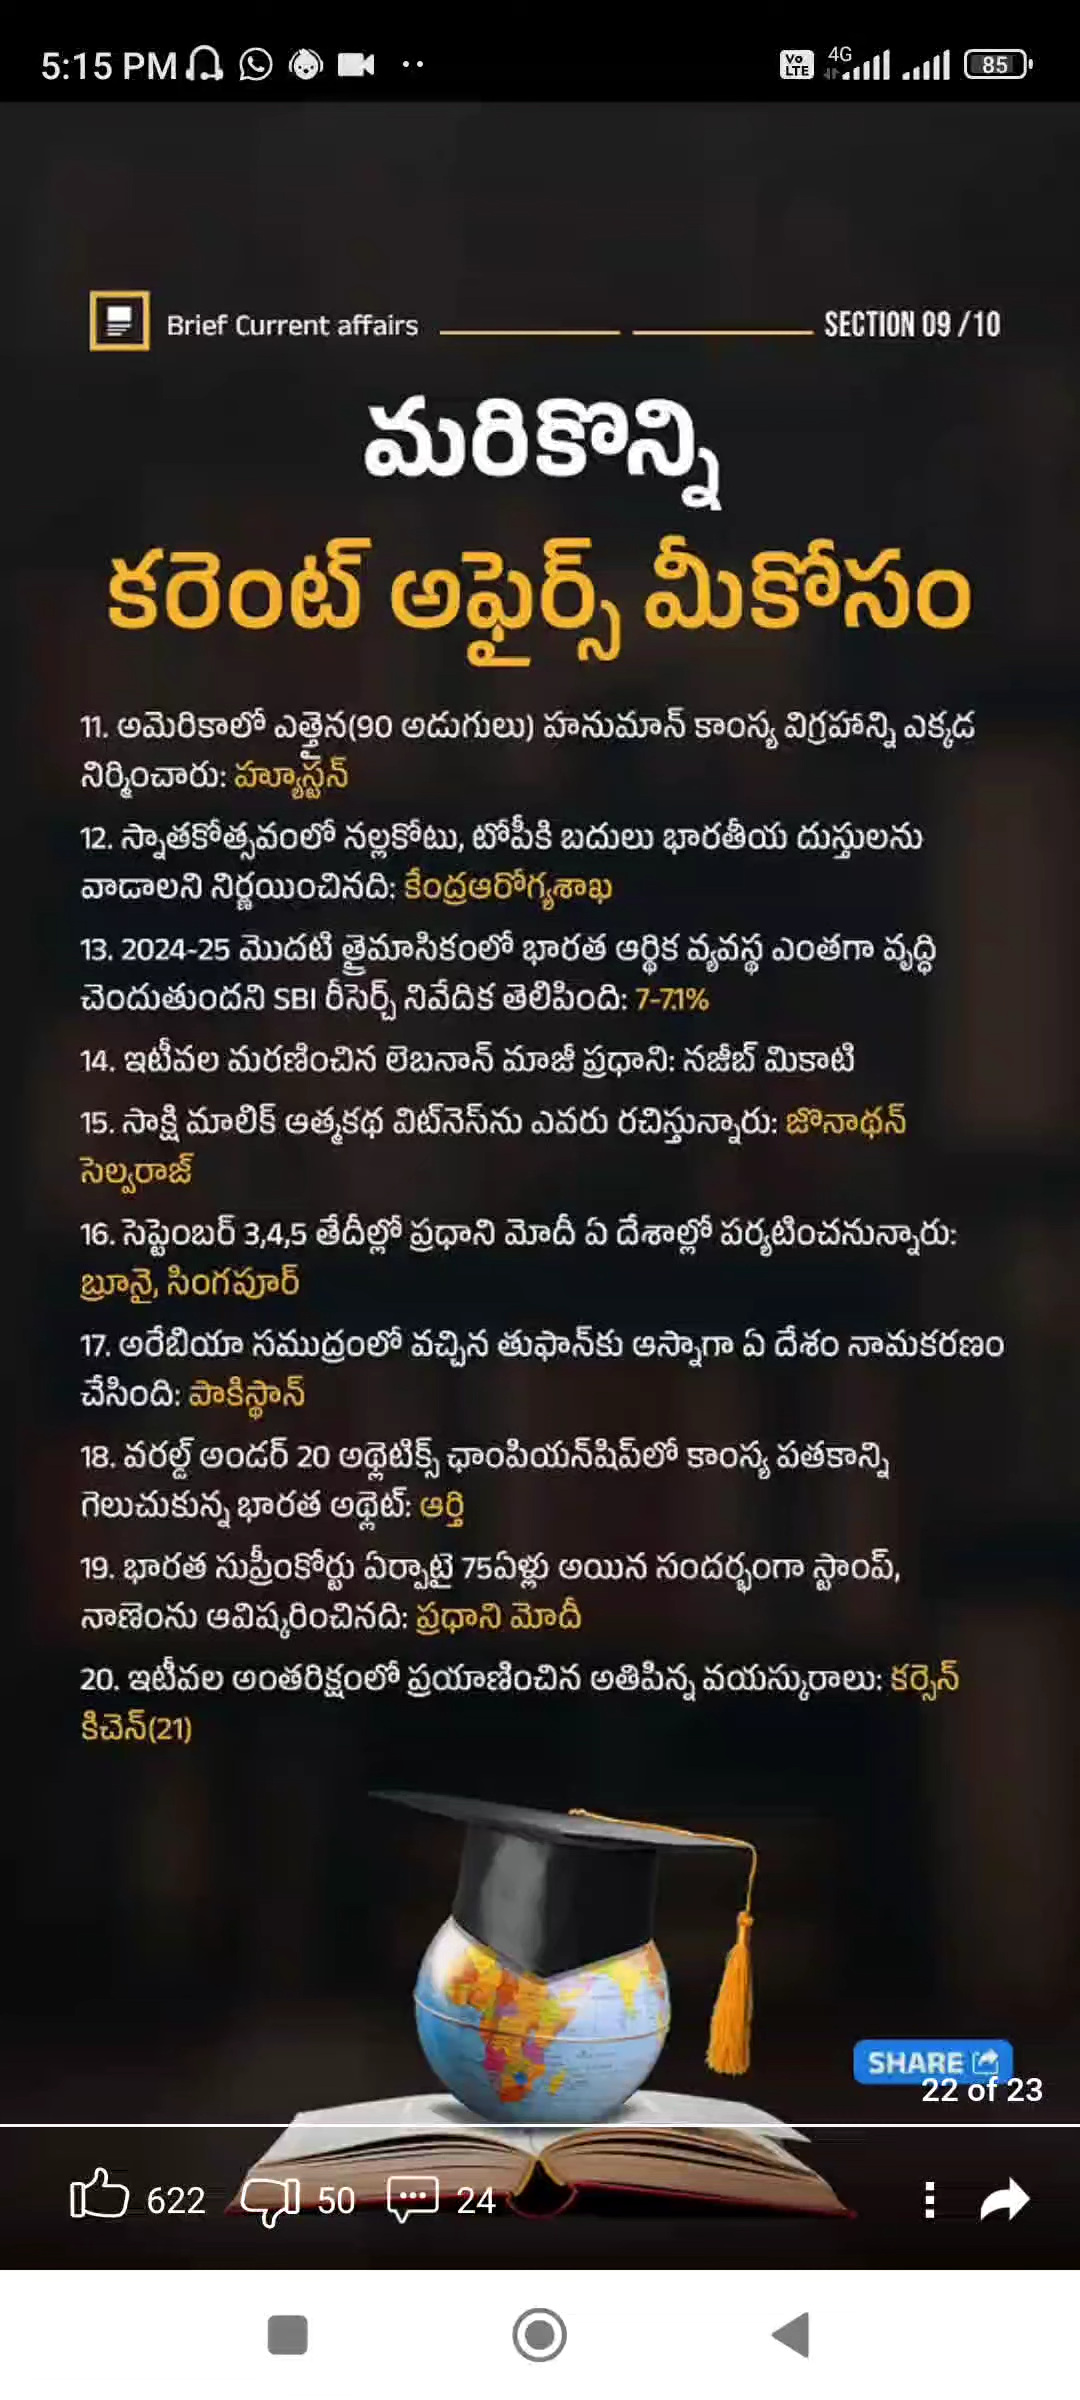 5:15 PM
Vo LTE 4G 85
Brief Current affairs SECTION 09 /10
మరికొన్ని
కరెంట్ అఫైర్స్ మీకోసం
11. అమెరికాలో ఎత్తైన(90 అడుగులు) హనుమాన్ కాంస్య విగ్రహాన్ని ఎక్కడ
నిర్మించారు: హ్యూస్టన్
12. స్నాతకోత్సవంలో నల్లకోటు, టోపీకి బదులు భారతీయ దుస్తులను
వాడాలని నిర్ణయించినది: కేంద్రఆరోగ్యశాఖ
13. 2024-25 మొదటి త్రైమాసికంలో భారత ఆర్థిక వ్యవస్థ ఎంతగా వృద్ధి
చెందుతుందని SBI రీసెర్చ్ నివేదిక తెలిపింది: 7-7.1%
14. ఇటీవల మరణించిన లెబనాన్ మాజీ ప్రధాని: నజీబ్ మికాటి
15. సాక్షి మాలిక్ ఆత్మకథ విట్‌నెస్‌ను ఎవరు రచిస్తున్నారు: జొనాథన్
సెల్వరాజ్
16. సెప్టెంబర్ 3,4,5 తేదీల్లో ప్రధాని మోదీ ఏ దేశాల్లో పర్యటించనున్నారు:
బ్రూనై, సింగపూర్
17. అరేబియా సముద్రంలో వచ్చిన తుఫాన్‌కు ఆస్నాగా ఏ దేశం నామకరణం
చేసింది: పాకిస్థాన్
18. వరల్డ్ అండర్ 20 అథ్లెటిక్స్ ఛాంపియన్‌షిప్‌లో కాంస్య పతకాన్ని
గెలుచుకున్న భారత అథ్లెట్: ఆర్తి
19. భారత సుప్రీంకోర్టు ఏర్పాటై 75ఏళ్లు అయిన సందర్భంగా స్టాంప్,
నాణెంను ఆవిష్కరించినది: ప్రధాని మోదీ
20. ఇటీవల అంతరిక్షంలో ప్రయాణించిన అతిపిన్న వయస్కురాలు: కర్సెన్
కిచెన్(21)
SHARE
22 of 23
622 50 24